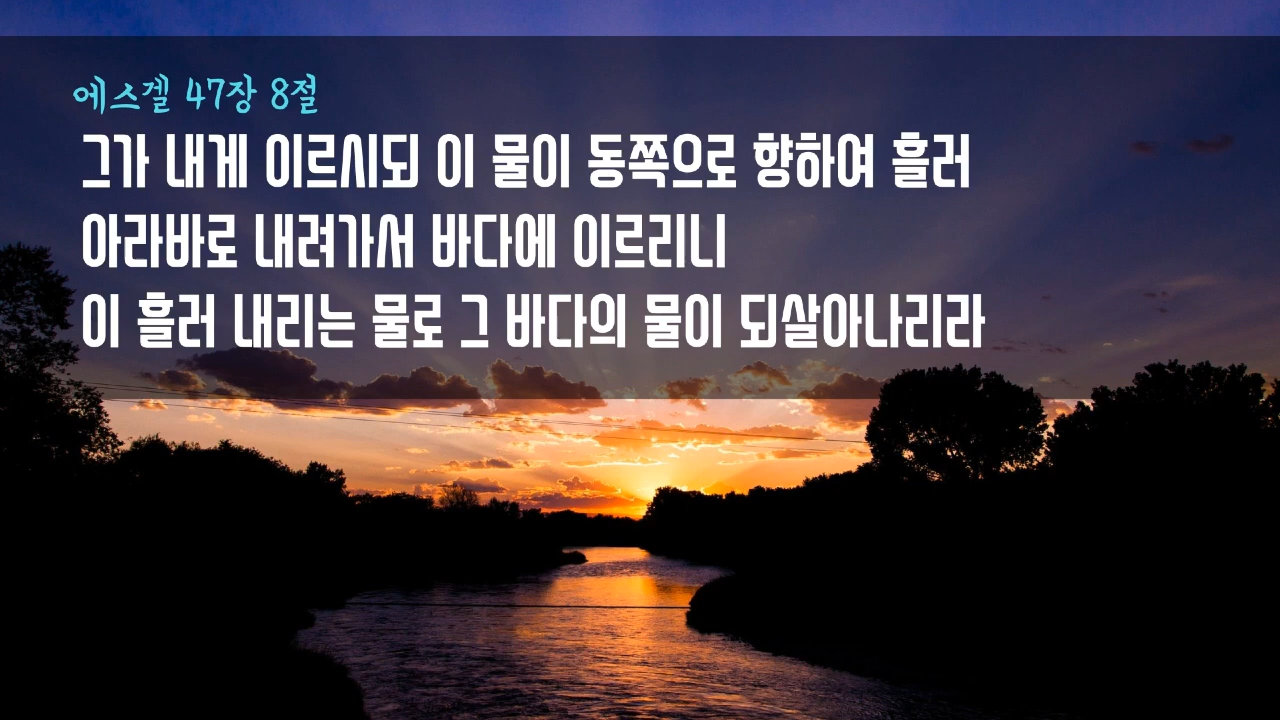 에스겔 47장 8절
그가 내게 이르시되 이 물이 동쪽으로 향하여 흘러
아라바로 내려가서 바다에 이르리니
이 흘러 내리는 물로 그 바다의 물이 되살아나리라